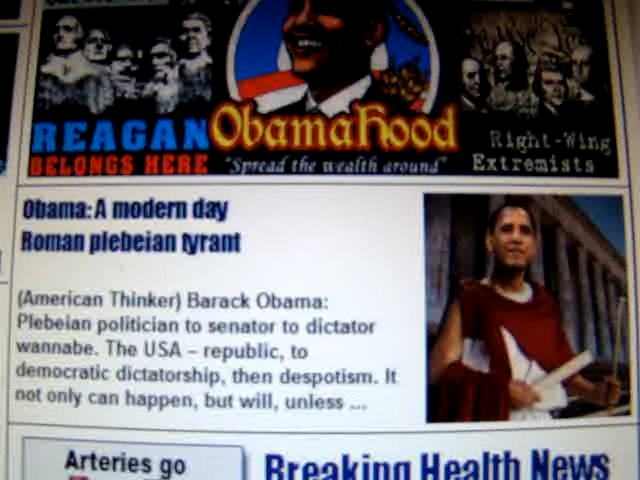 REAGAN
BELONGS HERE
ObamaHood
"Spread the wealth around"
Right-Wing
Extremists
Obama: A modern day
Roman plebeian tyrant
(American Thinker) Barack Obama:
Plebeian politician to senator to dictator
wannabe. The USA – republic, to
democratic dictatorship, then despotism. It
not only can happen, but will, unless ...
Arteries go
Breaking Health News